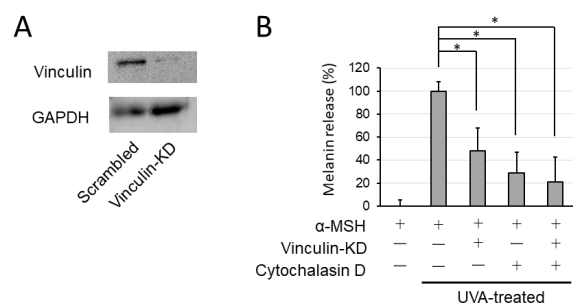 A
Vinculin
GAPDH
Scrambled
Vinculin-KD
B
* 
*
*
Melanin release (%)
120
100
80
60
40
20
0
α-MSH + + + + +
Vinculin-KD — — + — +
Cytochalasin D — — — + +
UVA-treated